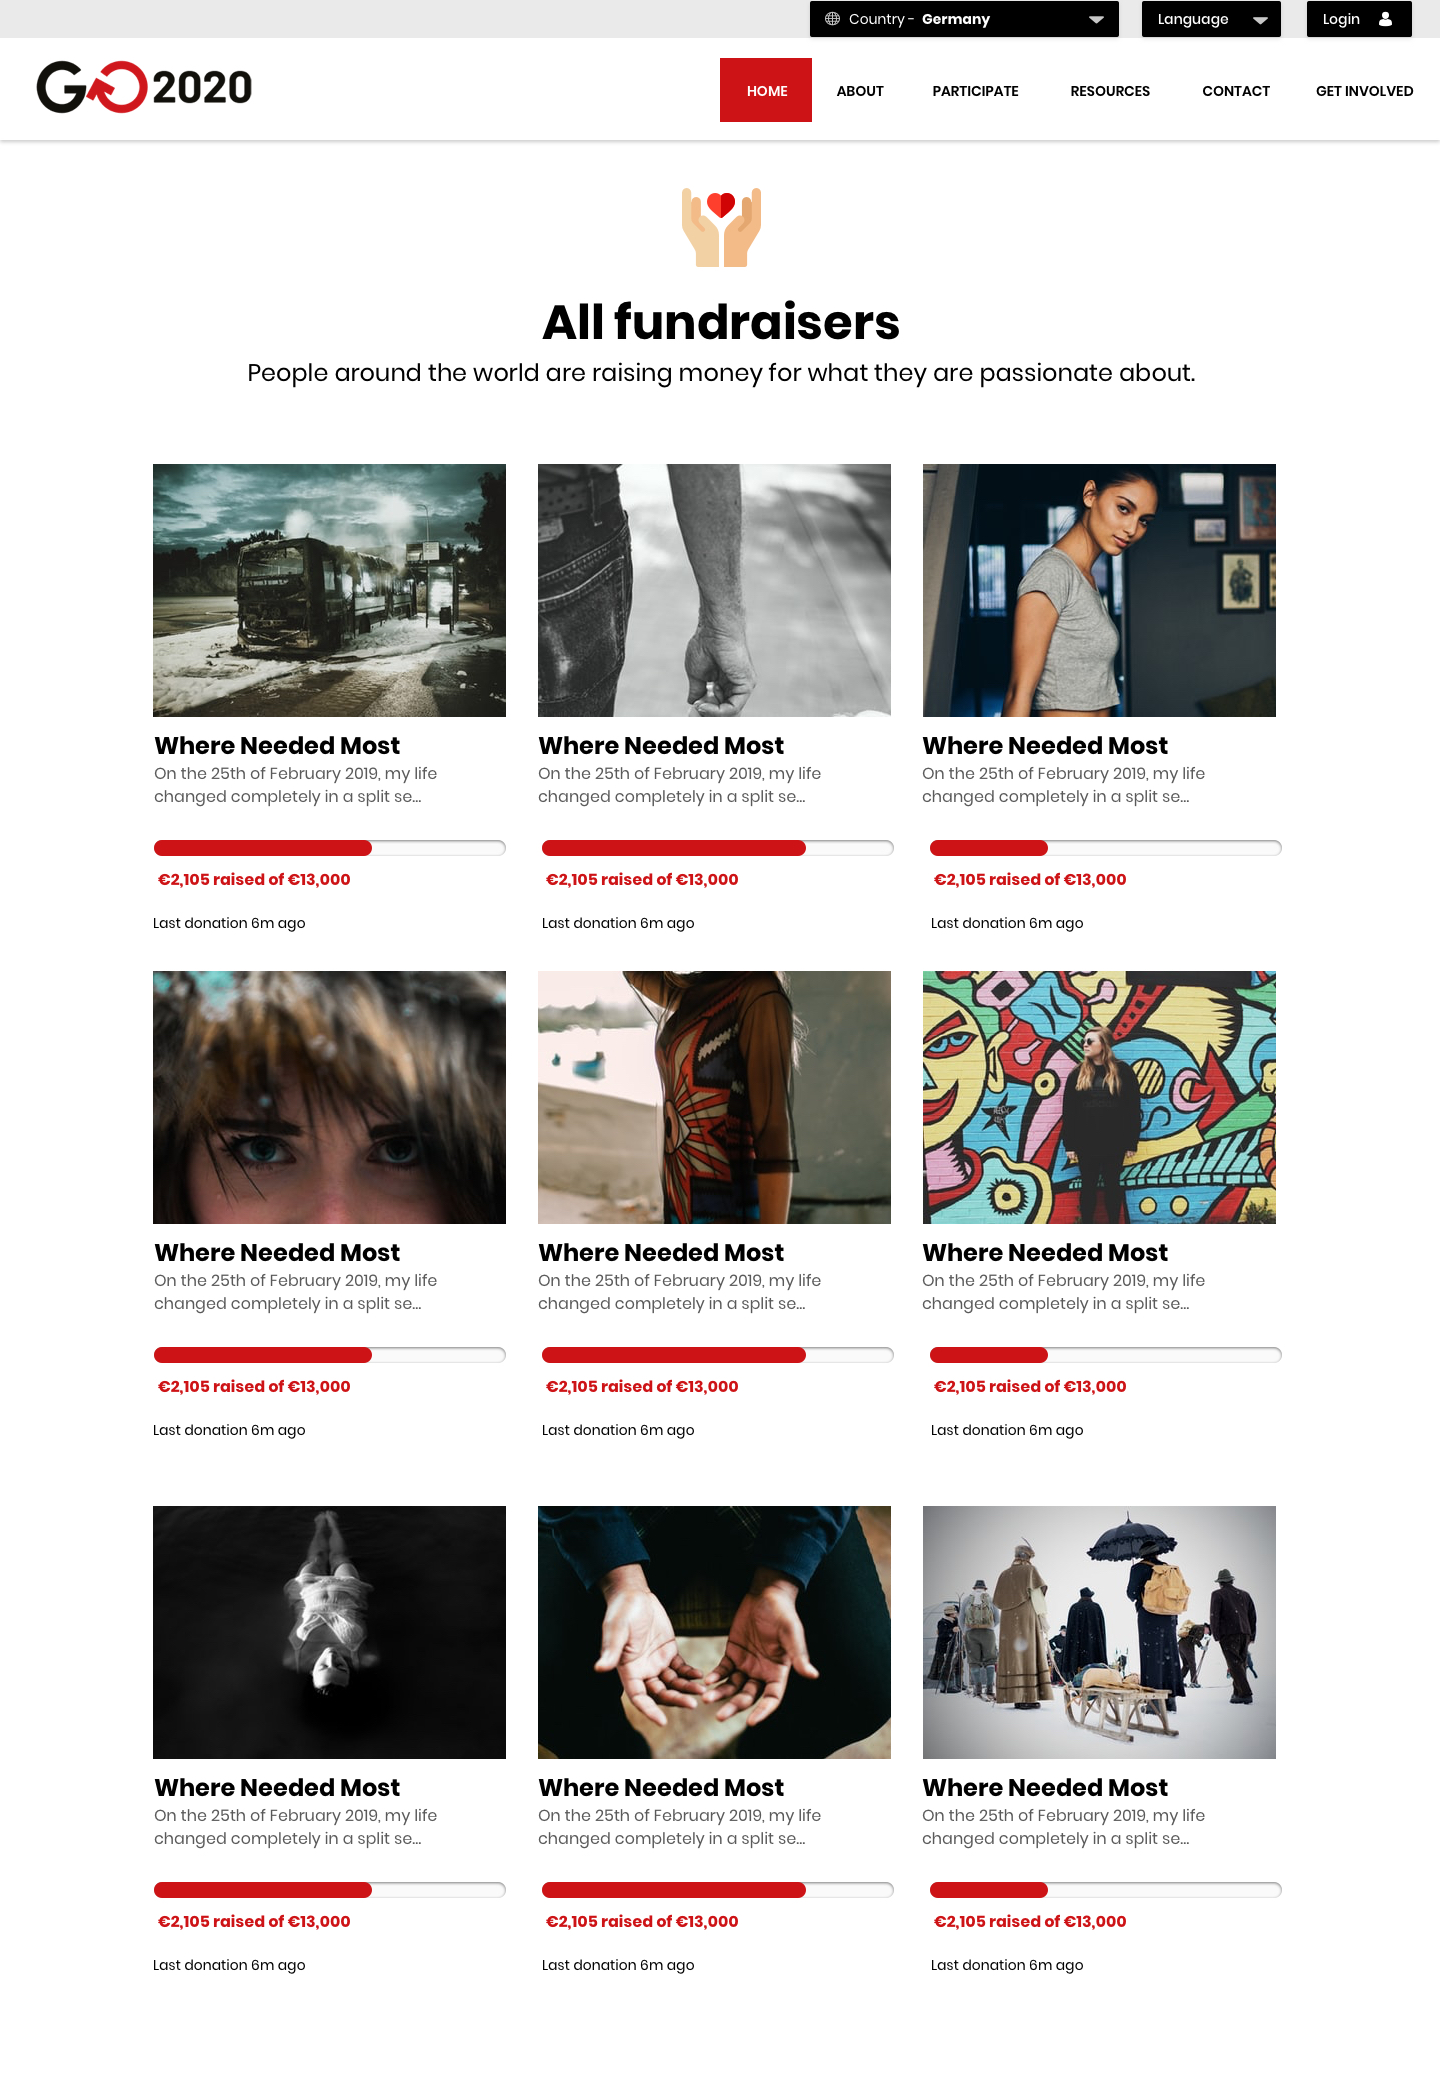 Country - Germany
Language
Login
GO2020
HOME
ABOUT
PARTICIPATE
RESOURCES
CONTACT
GET INVOLVED
All fundraisers
People around the world are raising money for what they are passionate about.
Where Needed Most
On the 25th of February 2019, my life
changed completely in a split se...
€2,105 raised of €13,000
Last donation 6m ago
Where Needed Most
On the 25th of February 2019, my life
changed completely in a split se...
€2,105 raised of €13,000
Last donation 6m ago
Where Needed Most
On the 25th of February 2019, my life
changed completely in a split se...
€2,105 raised of €13,000
Last donation 6m ago
Where Needed Most
On the 25th of February 2019, my life
changed completely in a split se...
€2,105 raised of €13,000
Last donation 6m ago
Where Needed Most
On the 25th of February 2019, my life
changed completely in a split se...
€2,105 raised of €13,000
Last donation 6m ago
Where Needed Most
On the 25th of February 2019, my life
changed completely in a split se...
€2,105 raised of €13,000
Last donation 6m ago
Where Needed Most
On the 25th of February 2019, my life
changed completely in a split se...
€2,105 raised of €13,000
Last donation 6m ago
Where Needed Most
On the 25th of February 2019, my life
changed completely in a split se...
€2,105 raised of €13,000
Last donation 6m ago
Where Needed Most
On the 25th of February 2019, my life
changed completely in a split se...
€2,105 raised of €13,000
Last donation 6m ago